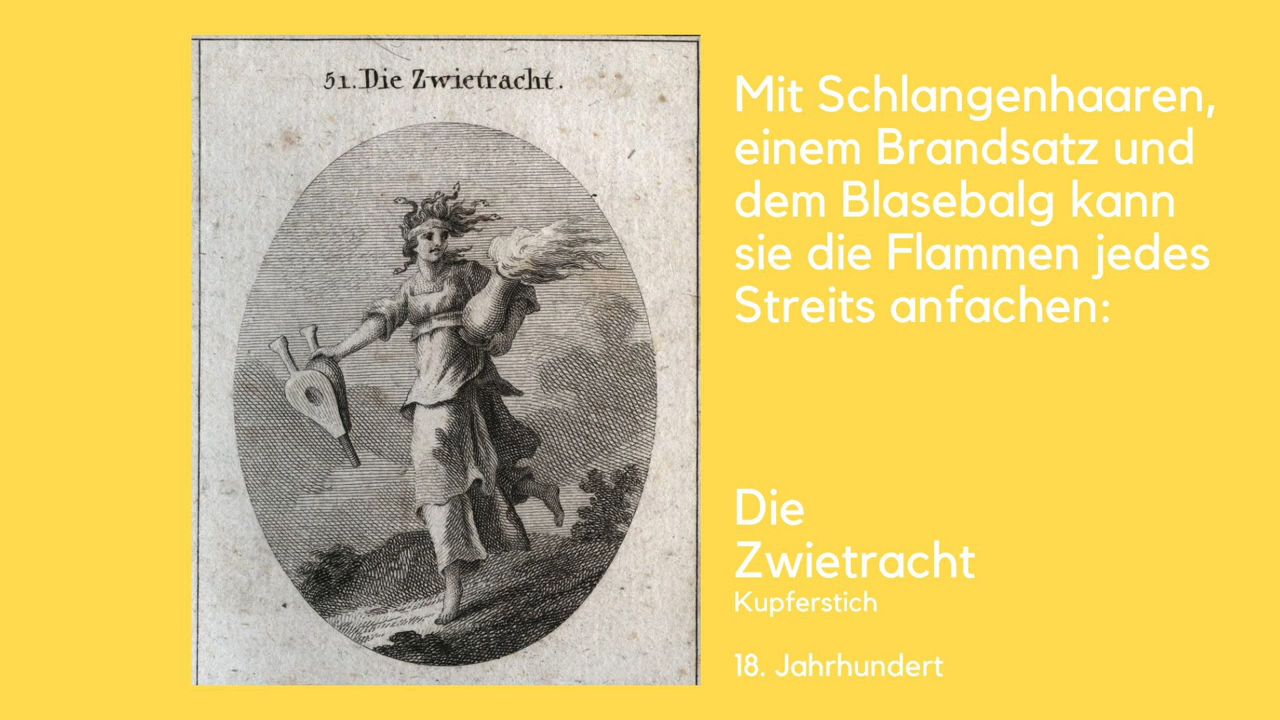 51. Die Zwietracht.
Mit Schlangenhaaren,
einem Brandsatz und
dem Blasebalg kann
sie die Flammen jedes
Streits anfachen:
Die
Zwietracht
Kupferstich
18. Jahrhundert